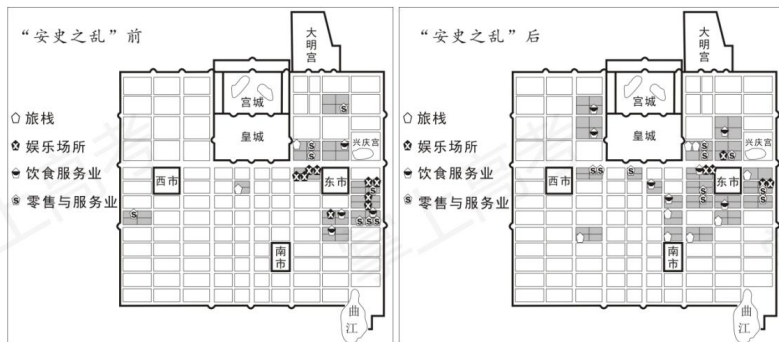 “安史之乱”前
大明宫
宫城
皇城
兴庆宫
旅栈
娱乐场所
饮食服务业
零售与服务业
西市
东市
南市
曲江
“安史之乱”后
大明宫
宫城
皇城
兴庆宫
旅栈
娱乐场所
饮食服务业
零售与服务业
西市
东市
南市
曲江
掌上高考